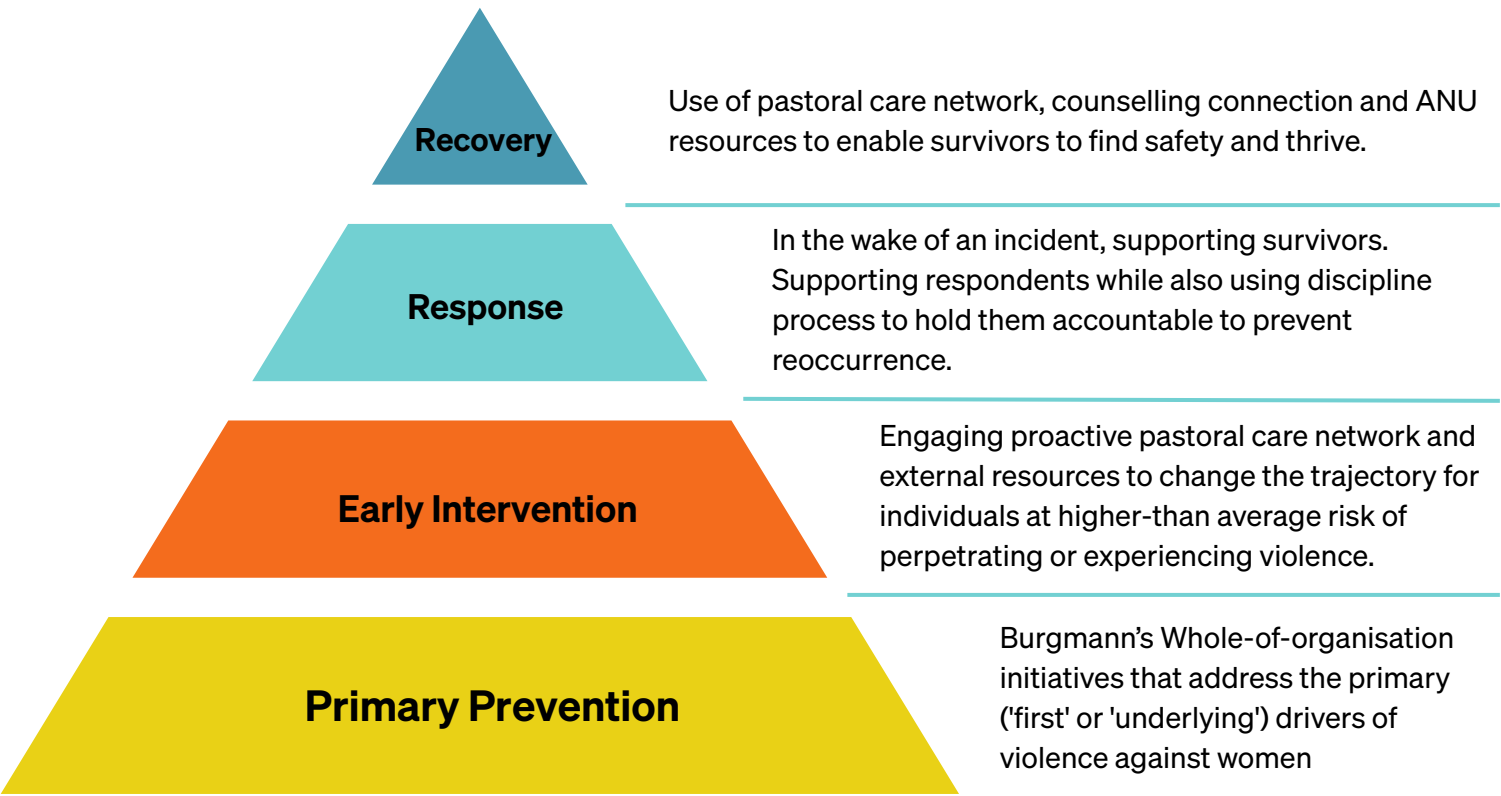 Recovery
Use of pastoral care network, counselling connection and ANU
resources to enable survivors to find safety and thrive.
Response
In the wake of an incident, supporting survivors.
Supporting respondents while also using discipline
process to hold them accountable to prevent
reoccurrence.
Early Intervention
Engaging proactive pastoral care network and
external resources to change the trajectory for
individuals at higher-than average risk of
perpetrating or experiencing violence.
Primary Prevention
Burgmann’s Whole-of-organisation
initiatives that address the primary
('first' or 'underlying') drivers of
violence against women